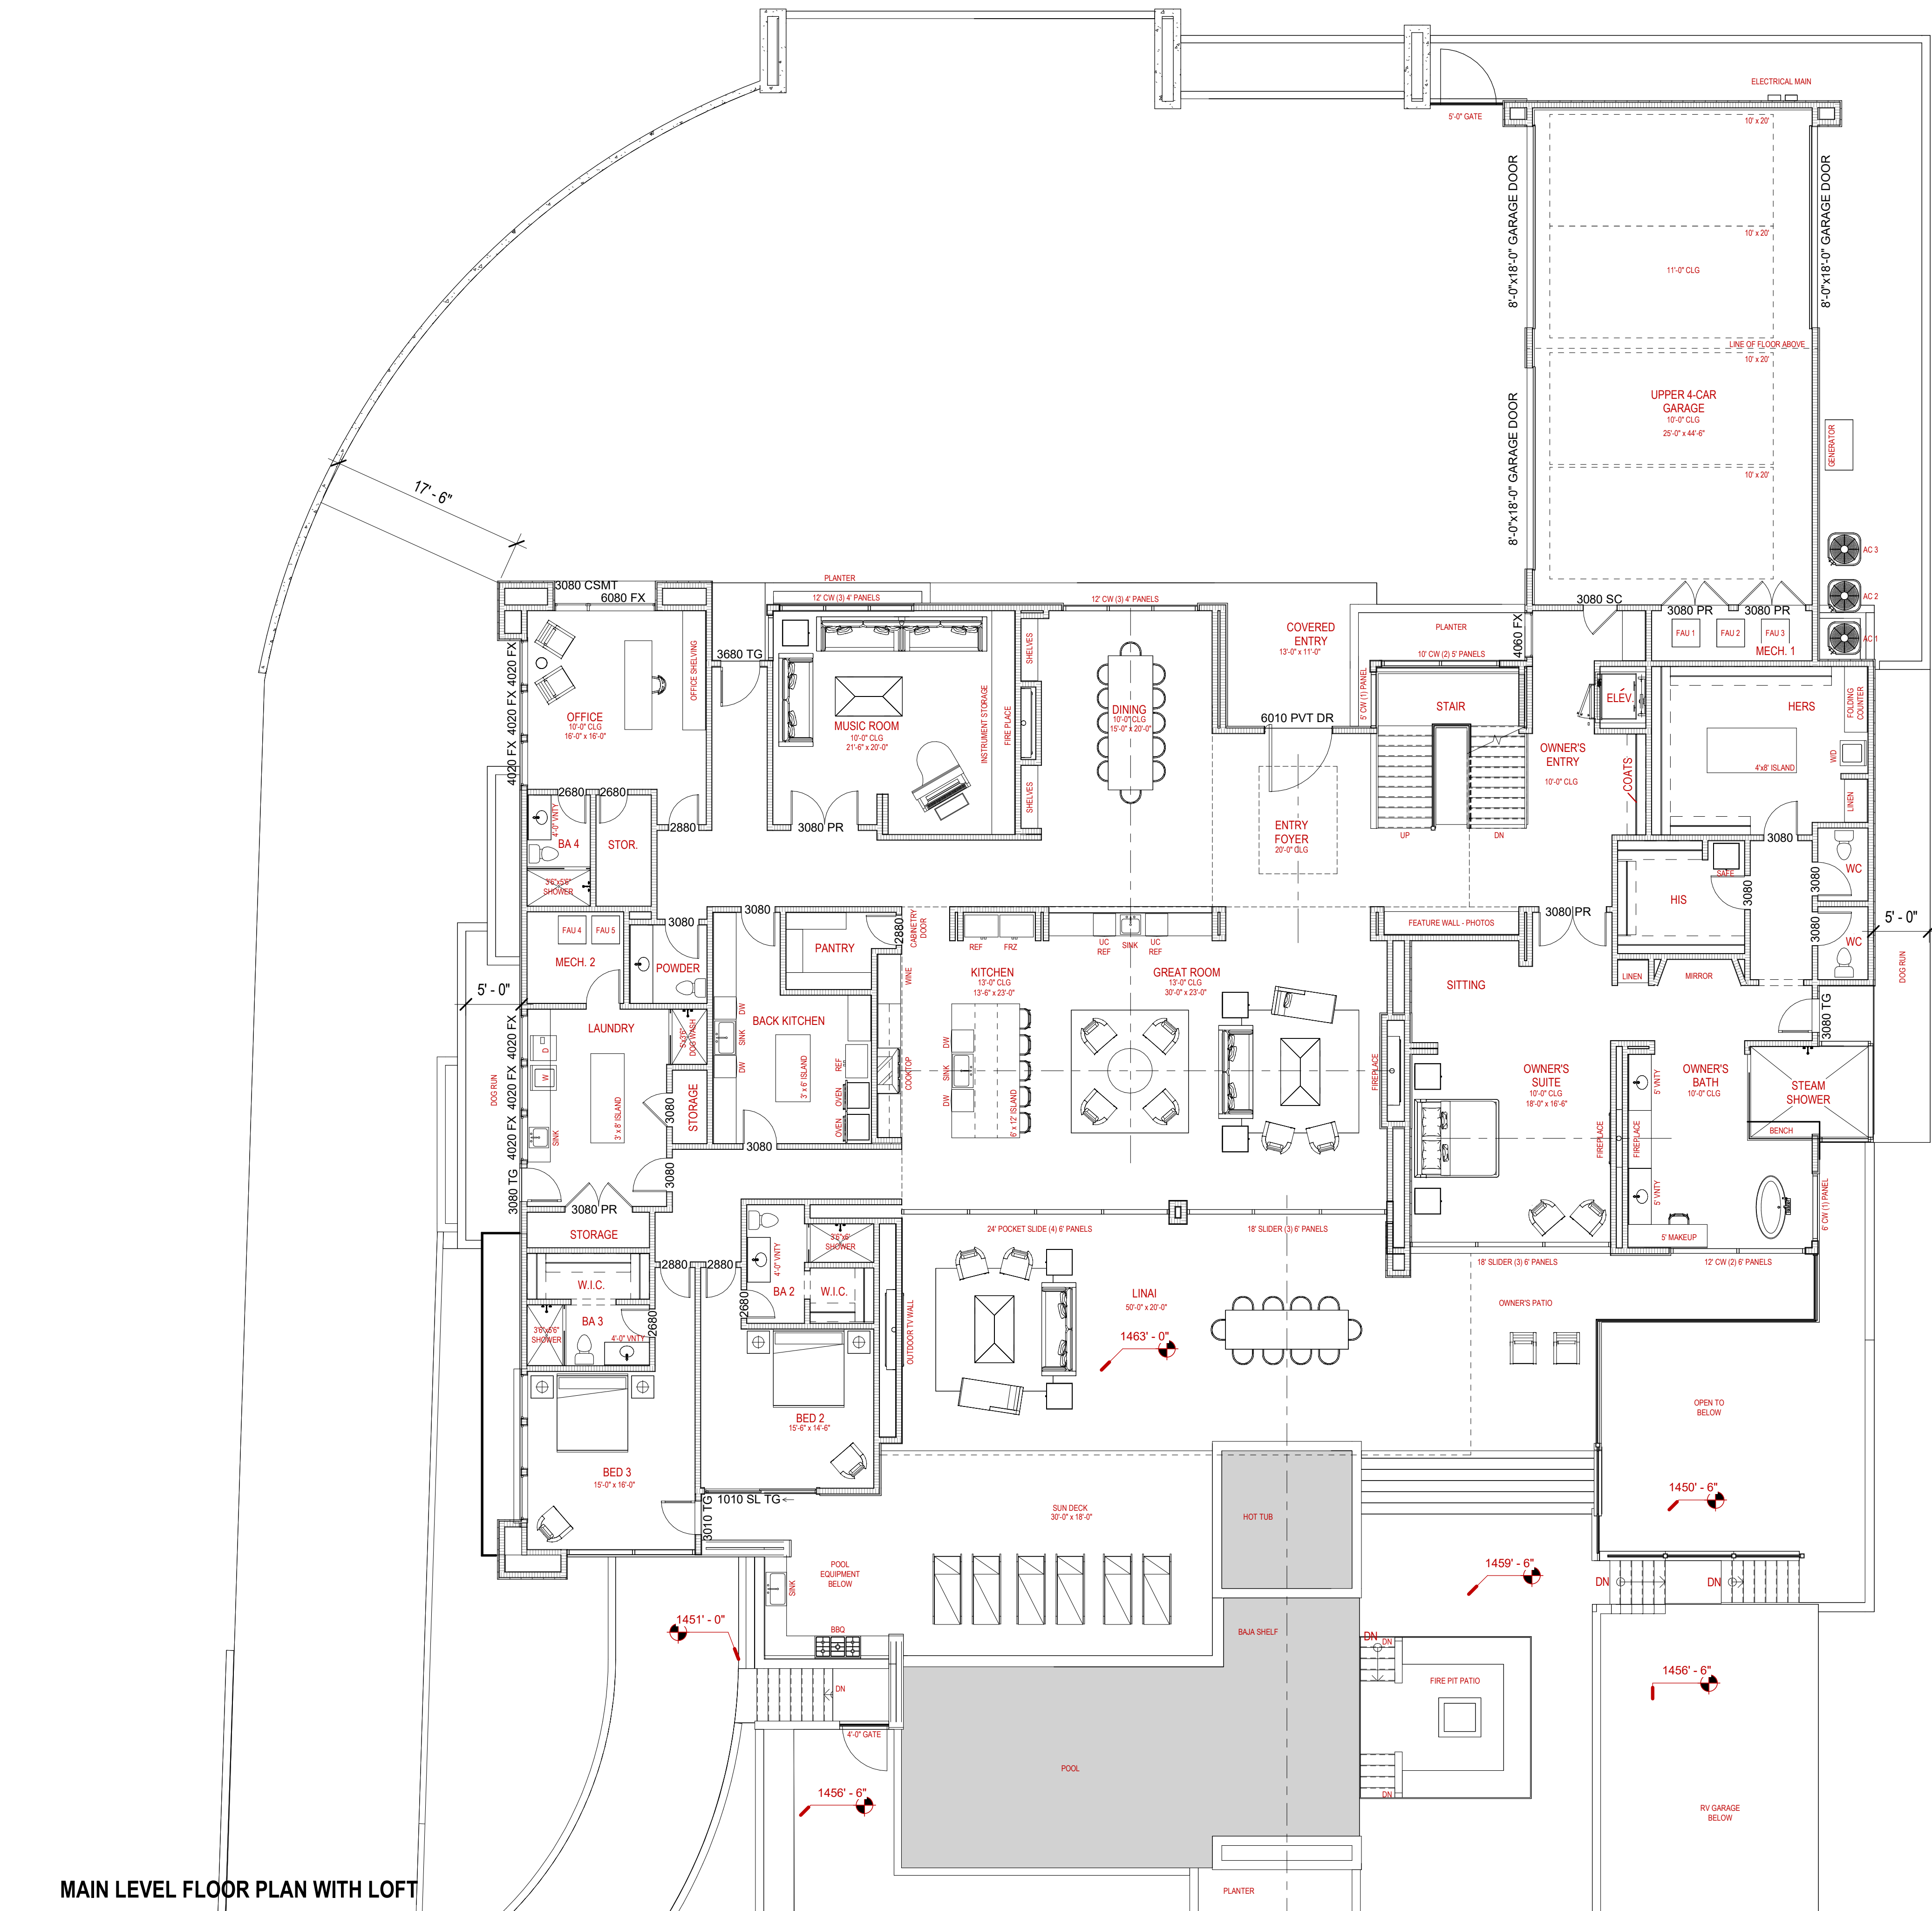 ELECTRICAL MAIN
5'-0" GATE
10' x 20'
8'-0"x18'-0" GARAGE DOOR
8'-0"x18'-0" GARAGE DOOR
10' x 20'
11'-0" CLG
LINE OF FLOOR ABOVE
10' x 20'
UPPER 4-CAR
GARAGE
10'-0" CLG
25'-0" x 44'-6"
8'-0"x18'-0" GARAGE DOOR
GENERATOR
10' x 20'
17' - 6"
AC 3
AC 2
AC 1
3080 CSMT
6080 FX
PLANTER
12' CW (3) 4' PANELS
12' CW (3) 4' PANELS
3080 SC
3080 PR
3080 PR
FAU 1
FAU 2
FAU 3
MECH. 1
COVERED
ENTRY
13'-0" x 11'-0"
PLANTER
4060 FX
10' CW (2) 5' PANELS
5' CW (1) PANEL
4020 FX
4020 FX
4020 FX
OFFICE SHELVING
3680 TG
SHELVES
OFFICE
10'-0" CLG
16'-0" x 16'-0"
MUSIC ROOM
10'-0" CLG
21'-6" x 20'-0"
INSTRUMENT STORAGE
FIRE PLACE
DINING
10'-0" CLG
15'-0" x 20'-0"
6010 PVT DR
STAIR
ELEV.
HERS
FOLDING
COUNTER
OWNER'S
ENTRY
10'-0" CLG
COATS
4'x8' ISLAND
W/D
LINEN
2680
2680
4'-0" VNTY
BA 4
STOR.
2880
3080 PR
SHELVES
ENTRY
FOYER
20'-0" CLG
UP
DN
3080
3'6"x5'6"
SHOWER
SAFE
HIS
3080
3080
WC
3080
WC
5' - 0"
DOG RUN
FAU 4
FAU 5
MECH. 2
3080
POWDER
3080
PANTRY
2880
CABINETRY
DOOR
REF
FRZ
UC
REF
SINK
UC
REF
FEATURE WALL - PHOTOS
3080 PR
LINEN
MIRROR
SITTING
WINE
KITCHEN
13'-0" CLG
13'-6" x 23'-0"
GREAT ROOM
13'-0" CLG
30'-0" x 23'-0"
5' - 0"
3080 TG
4020 FX
4020 FX
4020 FX
LAUNDRY
5'x3'6"
DOG WASH
DW
SINK
DW
BACK KITCHEN
3' x 6' ISLAND
REF
OVEN
OVEN
COOKTOP
DW
SINK
DW
6' x 12' ISLAND
FIREPLACE
OWNER'S
SUITE
10'-0" CLG
18'-0" x 16'-6"
5' VNTY
OWNER'S
BATH
10'-0" CLG
STEAM
SHOWER
BENCH
DOG RUN
D
W
3' x 8' ISLAND
SINK
3080
STORAGE
3080
FIREPLACE
FIREPLACE
5' VNTY
6' CW (1) PANEL
5' MAKEUP
3080
3080 TG
3080 PR
STORAGE
24' POCKET SLIDE (4) 6' PANELS
18' SLIDER (3) 6' PANELS
18' SLIDER (3) 6' PANELS
12' CW (2) 6' PANELS
2880
2880
W.I.C.
4'-0" VNTY
3'6"x6'
SHOWER
BA 2
W.I.C.
2680
2680
BA 3
3'6"x5'6"
SHOWER
4'-0" VNTY
OUTDOOR TV WALL
LINAI
50'-0" x 20'-0"
1463' - 0"
OWNER'S PATIO
BED 2
15'-6" x 14'-6"
BED 3
15'-0" x 16'-0"
3010 TG
1010 SL TG
OPEN TO
BELOW
1450' - 6"
SUN DECK
30'-0" x 18'-0"
HOT TUB
POOL
EQUIPMENT
BELOW
SINK
BBQ
1459' - 6"
DN
DN
1451' - 0"
BAJA SHELF
DN
DN
FIRE PIT PATIO
1456' - 6"
DN
4'-0" GATE
POOL
DN
1456' - 6"
RV GARAGE
BELOW
PLANTER
MAIN LEVEL FLOOR PLAN WITH LOFT